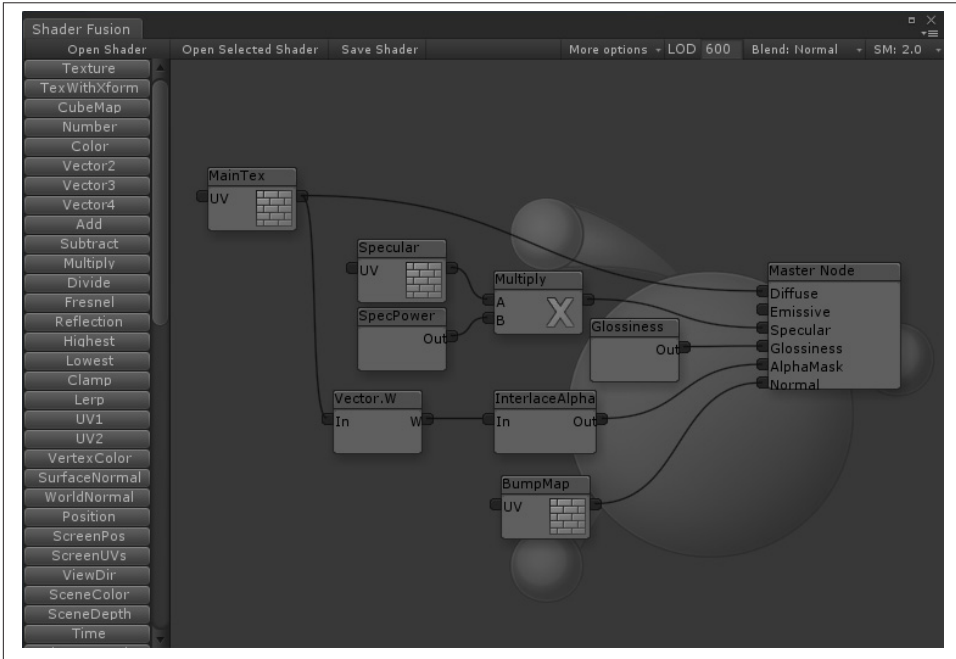 Shader Fusion
Open Shader Open Selected Shader Save Shader More options LOD 600 Blend: Normal SM: 2.0
Texture
TexWithXform
CubeMap
Number
Color
Vector2
Vector3
Vector4
Add
Subtract
Multiply
Divide
Fresnel
Reflection
Highest
Lowest
Clamp
Lerp
UV1
UV2
VertexColor
SurfaceNormal
WorldNormal
Position
ScreenPos
ScreenUVs
ViewDir
SceneColor
SceneDepth
Time
MainTex
UV
Specular
UV
SpecPower
Out
Multiply
A
B
X
Glossiness
Out
Master Node
Diffuse
Emissive
Specular
Glossiness
AlphaMask
Normal
Vector.W
In W
InterlaceAlpha
In Out
BumpMap
UV